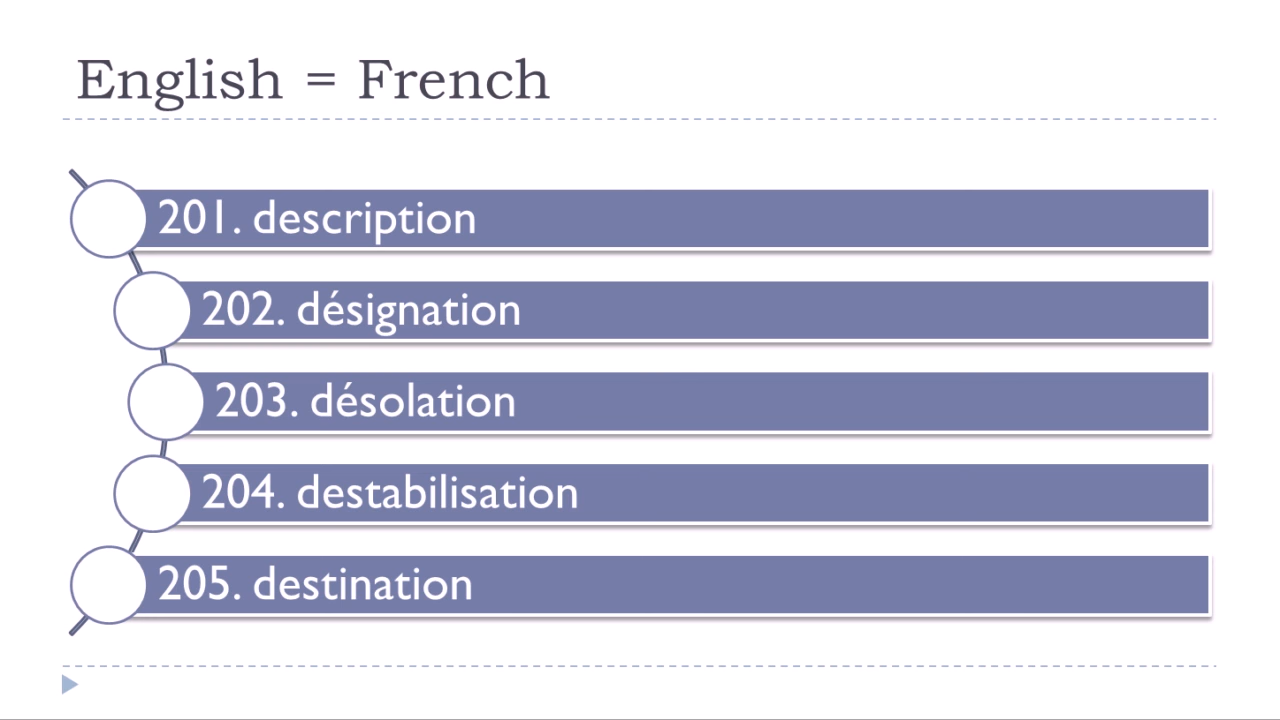 English = French
201. description
202. désignation
203. désolation
204. destabilisation
205. destination